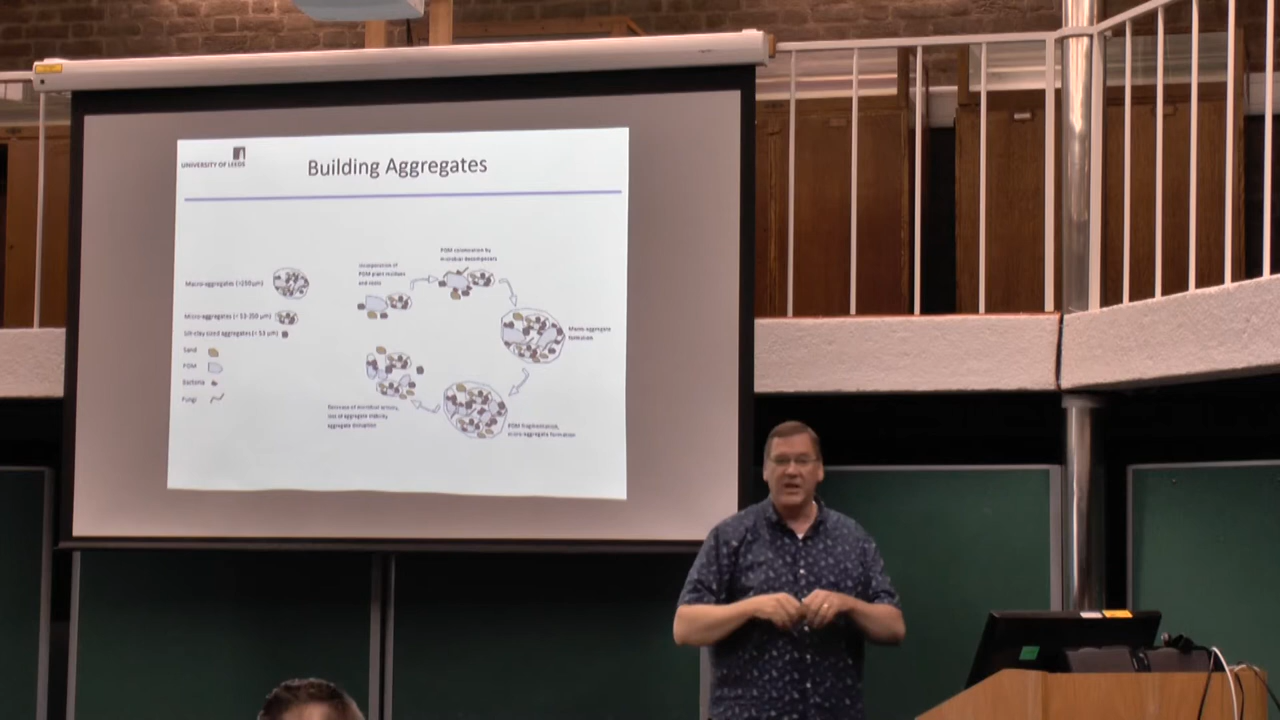 UNIVERSITY OF LEEDS
Building Aggregates
Macro-aggregates (>250 µm)
Micro-aggregates (< 53-250 µm)
Silt-clay sized aggregates (< 53 µm)
Sand
POM
Bacteria
Fungi
Incorporation of
POM plant residues
and roots
POM colonisation by
microbial decomposers
Macro-aggregate
formation
POM fragmentation,
micro-aggregate formation
Decrease of microbial activity,
loss of aggregate stability,
aggregate disruption